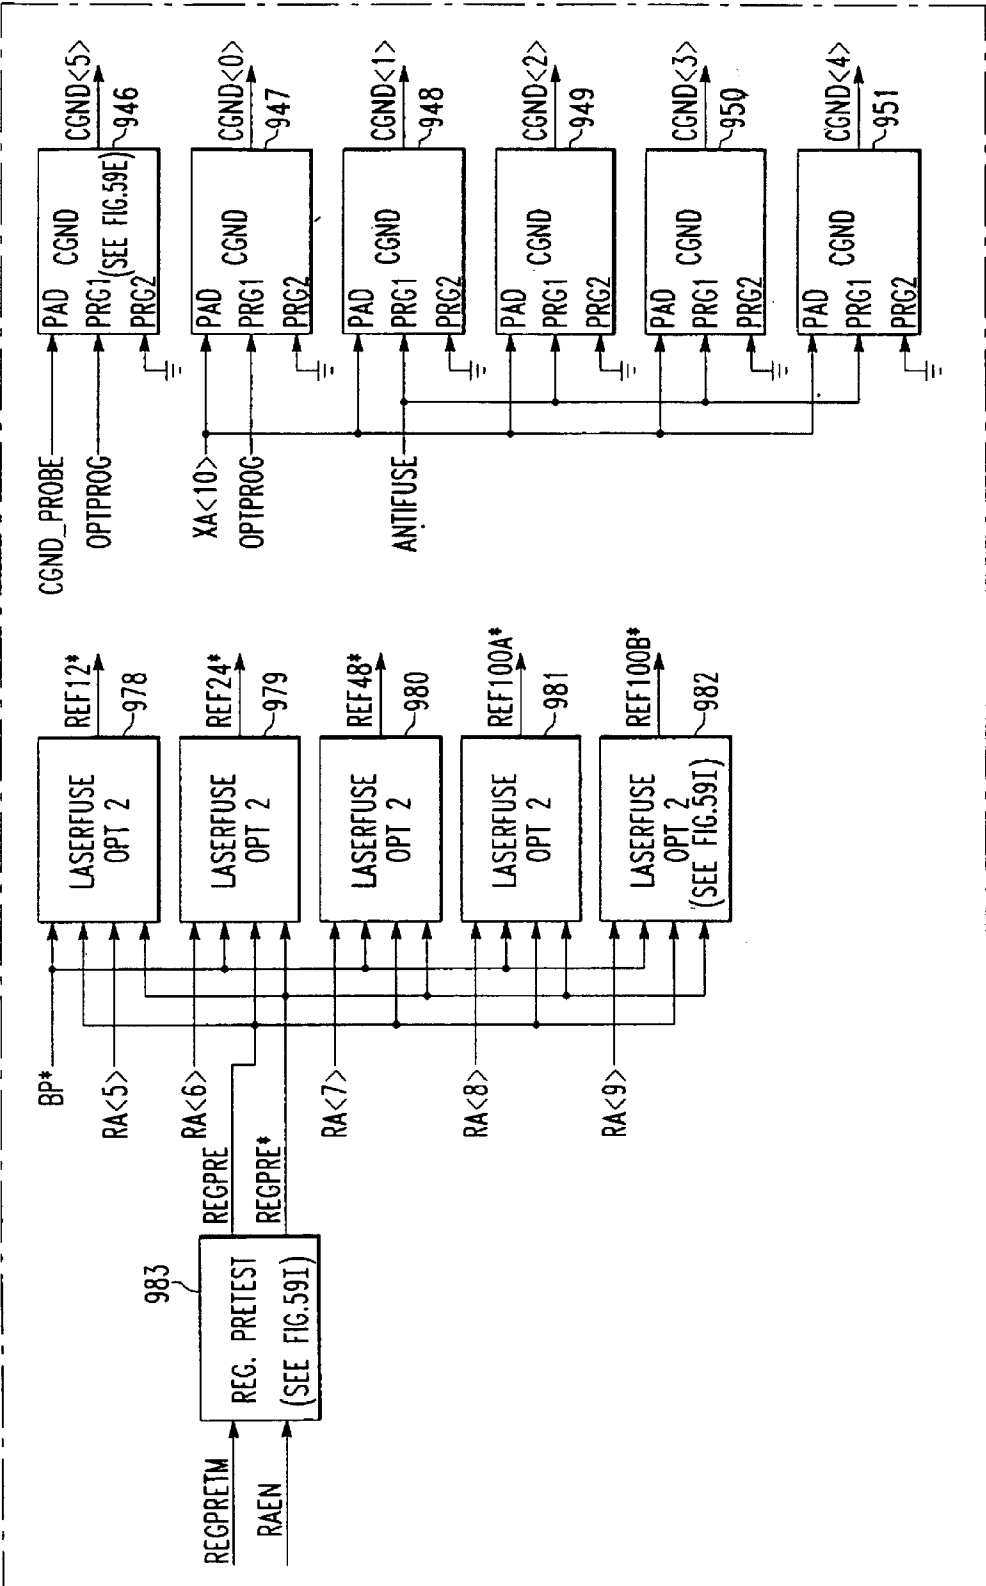 CGND_PROBE
OPTPROG
PAD
PRG1
PRG2
CGND
(SEE FIG.59E)
CGND<5>
946
XA<10>
OPTPROG
PAD
PRG1
PRG2
CGND
CGND<0>
947
ANTIFUSE
PAD
PRG1
PRG2
CGND
CGND<1>
948
PAD
PRG1
PRG2
CGND
CGND<2>
949
PAD
PRG1
PRG2
CGND
CGND<3>
950
PAD
PRG1
PRG2
CGND
CGND<4>
951
REGPRETM
RAEN
983
REG. PRETEST
(SEE FIG.59I)
REGPRE
REGPRE*
BP*
RA<5>
RA<6>
RA<7>
RA<8>
RA<9>
LASERFUSE
OPT 2
REF12*
978
LASERFUSE
OPT 2
REF24*
979
LASERFUSE
OPT 2
REF48*
980
LASERFUSE
OPT 2
REF100A*
981
LASERFUSE
OPT 2
(SEE FIG.59I)
REF100B*
982